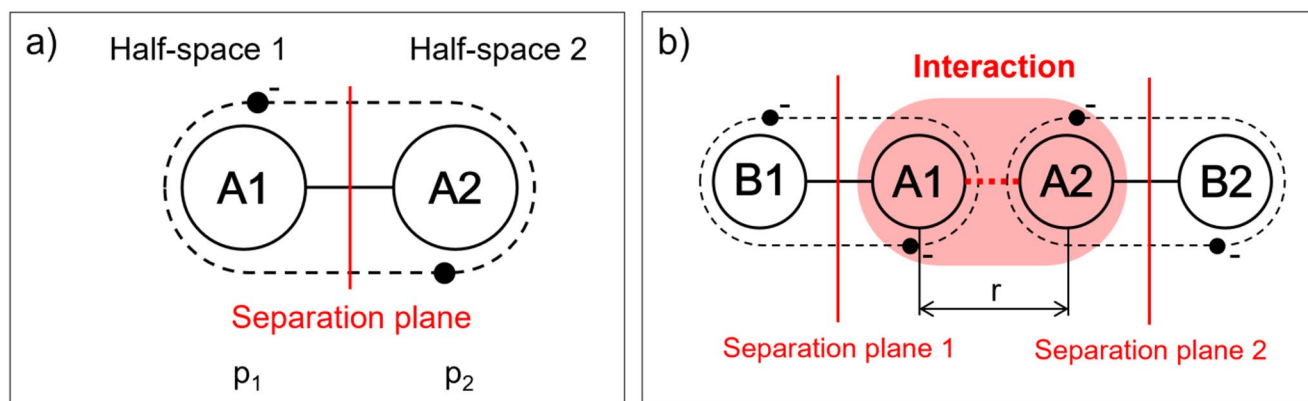 a)
Half-space 1
Half-space 2
-
A1
A2
Separation plane
p₁
p₂
b)
Interaction
-
-
B1
A1
A2
B2
-
-
r
Separation plane 1
Separation plane 2